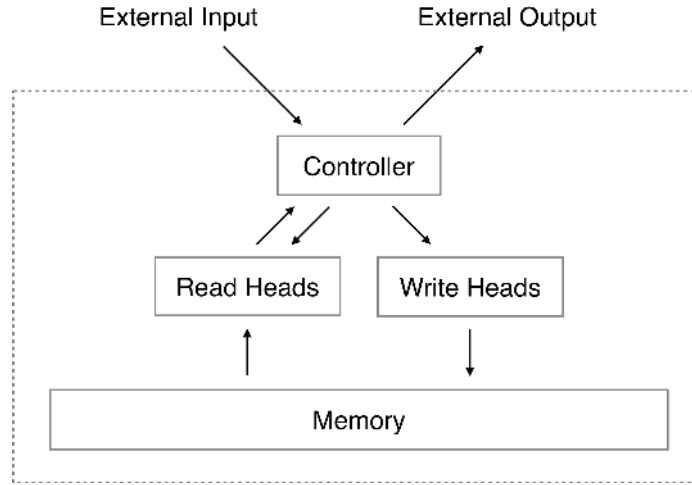 External Input
External Output
Controller
Read Heads
Write Heads
Memory